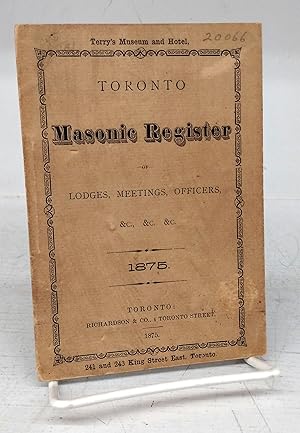 Terry's Museum and Hotel,
20066
TORONTO
Masonic Register
OF
LODGES, MEETINGS, OFFICERS,
&C., &C. &C.
1875.
TORONTO:
RICHARDSON & CO., 4 TORONTO STREET.
1875.
241 and 243 King Street East. Toronto.